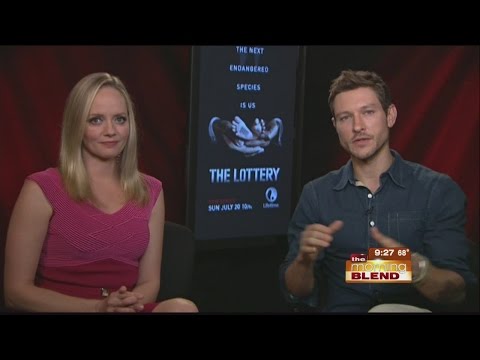 THE NEXT
ENDANGERED
SPECIES
IS US
THE LOTTERY
SUN JULY 20 10/9c
Lifetime
9:27 68°
the
morning
BLEND